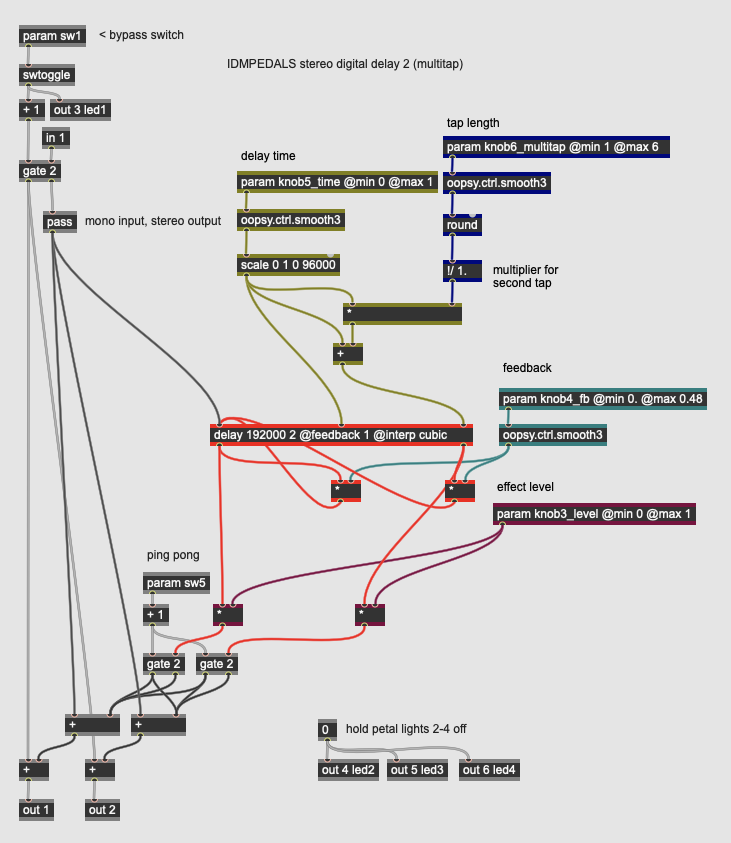 param sw1
< bypass switch
IDMPEDALS stereo digital delay 2 (multitap)
swtoggle
+ 1
out 3 led1
in 1
gate 2
pass
mono input, stereo output
tap length
param knob6_multitap @min 1 @max 6
oopsy.ctrl.smooth3
round
!/ 1.
multiplier for
second tap
delay time
param knob5_time @min 0 @max 1
oopsy.ctrl.smooth3
scale 0 1 0 96000
*
+
feedback
param knob4_fb @min 0. @max 0.48
oopsy.ctrl.smooth3
delay 192000 2 @feedback 1 @interp cubic
*
*
effect level
param knob3_level @min 0 @max 1
ping pong
param sw5
+ 1
*
*
gate 2
gate 2
+
+
0
hold petal lights 2-4 off
+
+
out 4 led2
out 5 led3
out 6 led4
out 1
out 2